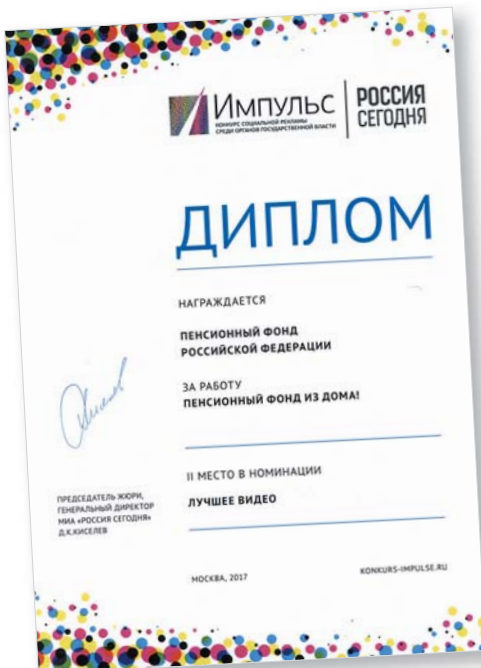 Импульс
КОНКУРС СОЦИАЛЬНОЙ РЕКЛАМЫ
СРЕДИ ОРГАНОВ ГОСУДАРСТВЕННОЙ ВЛАСТИ
РОССИЯ
СЕГОДНЯ
ДИПЛОМ
НАГРАЖДАЕТСЯ
ПЕНСИОННЫЙ ФОНД
РОССИЙСКОЙ ФЕДЕРАЦИИ
ЗА РАБОТУ
ПЕНСИОННЫЙ ФОНД ИЗ ДОМА!
II МЕСТО В НОМИНАЦИИ
ЛУЧШЕЕ ВИДЕО
ПРЕДСЕДАТЕЛЬ ЖЮРИ,
ГЕНЕРАЛЬНЫЙ ДИРЕКТОР
МИА «РОССИЯ СЕГОДНЯ»
Д.К.КИСЕЛЕВ
МОСКВА, 2017
KONKURS-IMPULSE.RU